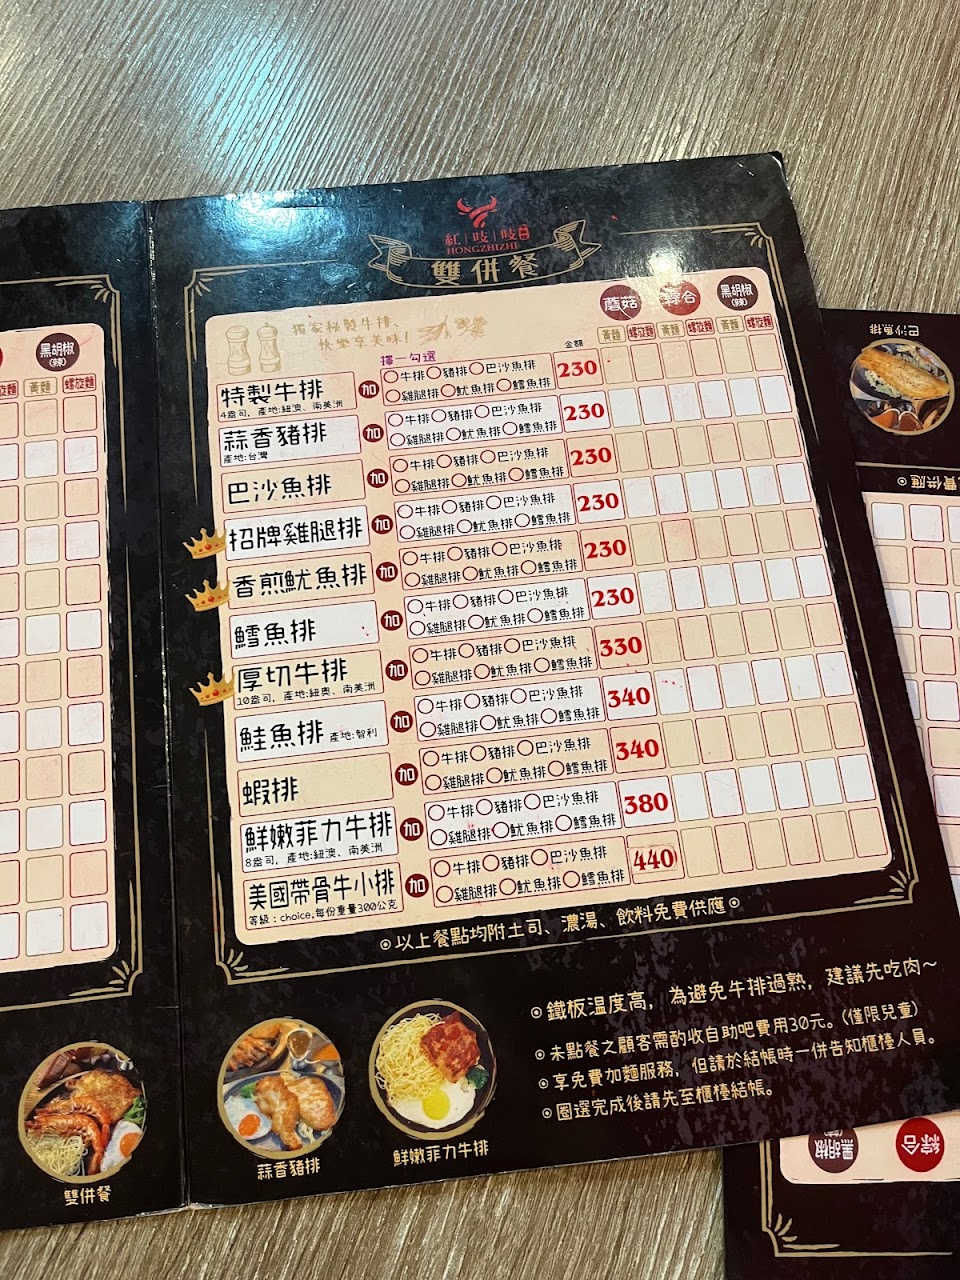 紅吱吱
HONGZHIZHI
雙併餐
獨家秘製牛排、
快樂享美味!
擇一勾選
金額
蘑菇 綜合 黑胡椒(辣)
黃麵 螺旋麵 黃麵 螺旋麵 黃麵 螺旋麵
特製牛排 加 牛排 豬排 巴沙魚排 230
4盎司，產地:紐澳、南美洲 雞腿排 魷魚排 鱈魚排
蒜香豬排 加 牛排 豬排 巴沙魚排 230
產地:台灣 雞腿排 魷魚排 鱈魚排
巴沙魚排 加 牛排 豬排 巴沙魚排 230
雞腿排 魷魚排 鱈魚排
招牌雞腿排 加 牛排 豬排 巴沙魚排 230
雞腿排 魷魚排 鱈魚排
香煎魷魚排 加 牛排 豬排 巴沙魚排 230
雞腿排 魷魚排 鱈魚排
鱈魚排 加 牛排 豬排 巴沙魚排 230
雞腿排 魷魚排 鱈魚排
厚切牛排 加 牛排 豬排 巴沙魚排 330
10盎司，產地:紐奧、南美洲 雞腿排 魷魚排 鱈魚排
鮭魚排 產地:智利 加 牛排 豬排 巴沙魚排 340
雞腿排 魷魚排 鱈魚排
蝦排 加 牛排 豬排 巴沙魚排 340
雞腿排 魷魚排 鱈魚排
鮮嫩菲力牛排 加 牛排 豬排 巴沙魚排 380
8盎司，產地:紐澳、南美洲 雞腿排 魷魚排 鱈魚排
美國帶骨牛小排 加 牛排 豬排 巴沙魚排 440
等級：choice,每份重量300公克 雞腿排 魷魚排 鱈魚排
◎以上餐點均附土司、濃湯、飲料免費供應◎
◎鐵板溫度高，為避免牛排過熟，建議先吃肉～
◎未點餐之顧客需酌收自助吧費用30元。(僅限兒童)
◎享免費加麵服務，但請於結帳時一併告知櫃檯人員。
◎圈選完成後請先至櫃檯結帳。
蒜香豬排
鮮嫩菲力牛排
黑胡椒(辣)
螺旋麵 黃麵 螺旋麵
雙併餐
巴沙魚排
費供應◎
黑胡椒
綜合